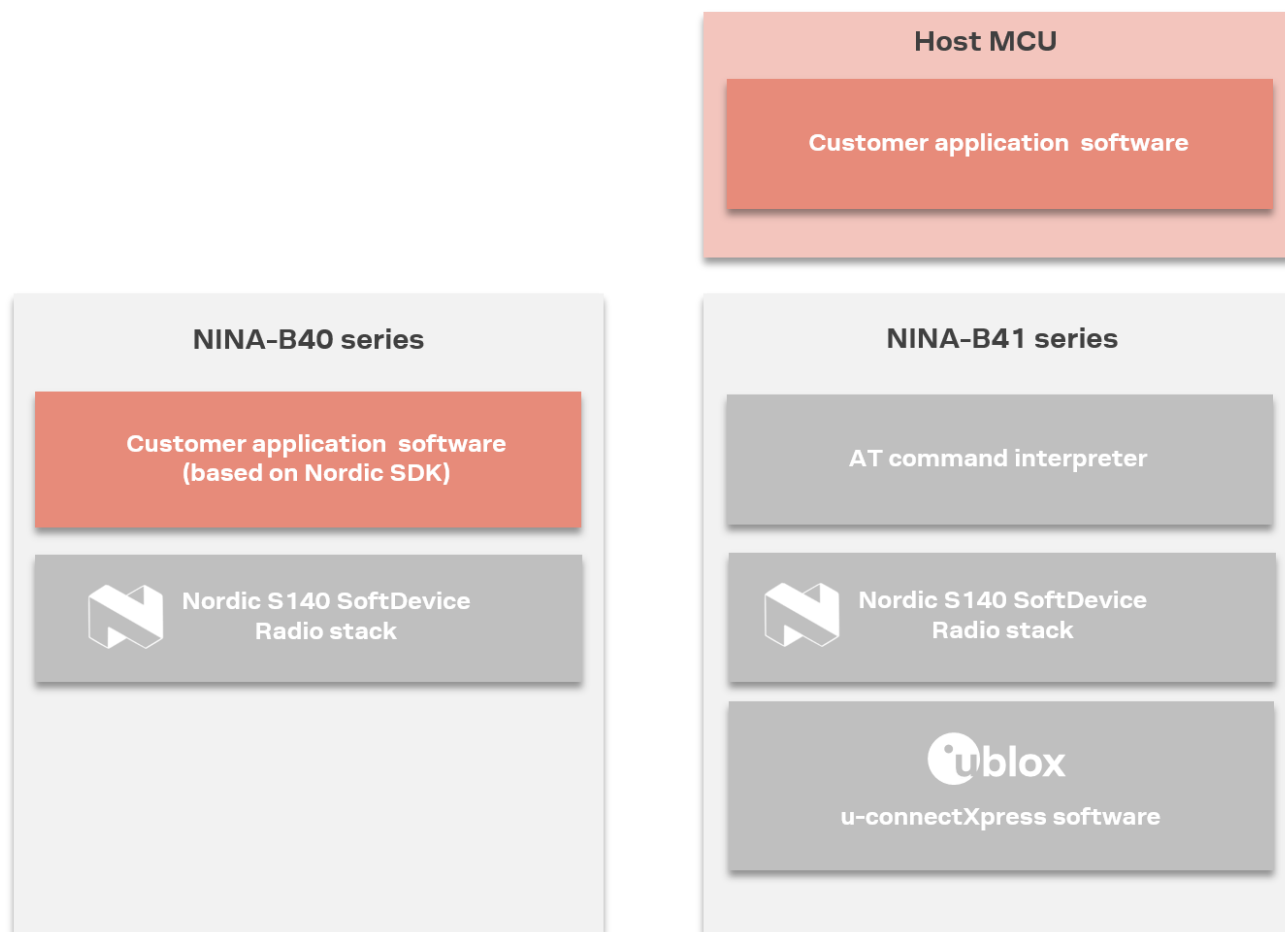 Host MCU
Customer application software
NINA-B40 series
Customer application software
(based on Nordic SDK)
Nordic S140 SoftDevice
Radio stack
NINA-B41 series
AT command interpreter
Nordic S140 SoftDevice
Radio stack
ublox
u-connectXpress software